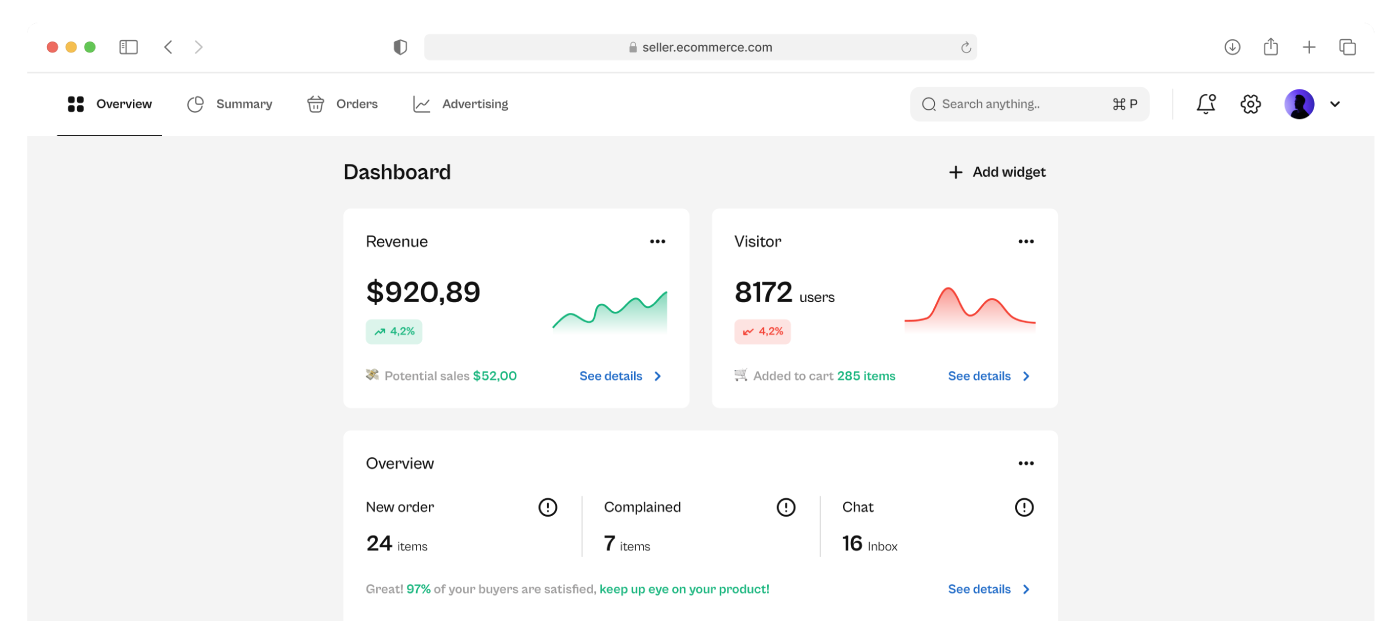 seller.ecommerce.com
Overview Summary Orders Advertising Search anything.. ⌘ P
Dashboard + Add widget
Revenue
$920,89
4,2%
Potential sales $52,00 See details
Visitor
8172 users
4,2%
Added to cart 285 items See details
Overview
New order
24 items
Complained
7 items
Chat
16 Inbox
Great! 97% of your buyers are satisfied, keep up eye on your product! See details